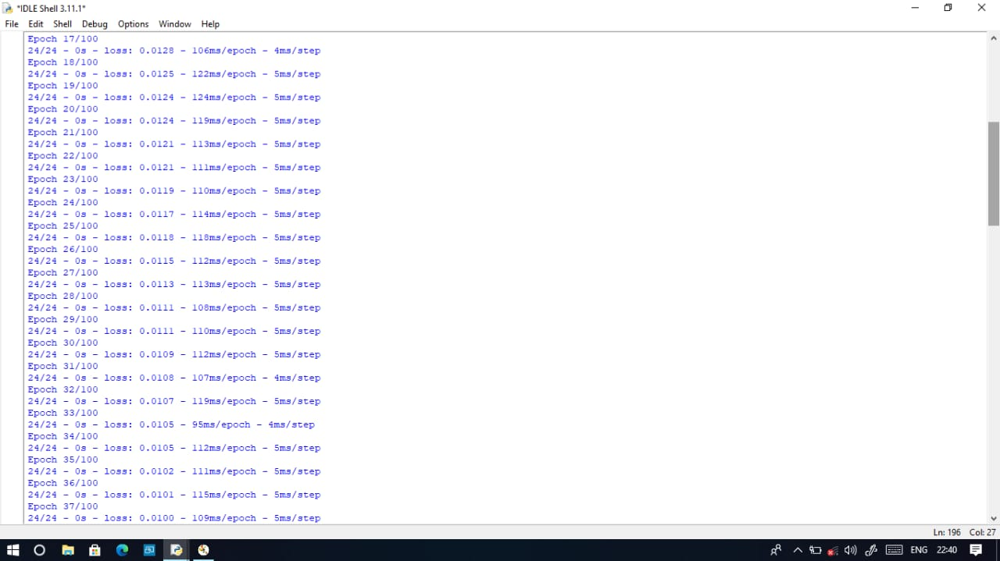 *IDLE Shell 3.11.1*
File Edit Shell Debug Options Window Help
Epoch 17/100
24/24 - 0s - loss: 0.0128 - 106ms/epoch - 4ms/step
Epoch 18/100
24/24 - 0s - loss: 0.0125 - 122ms/epoch - 5ms/step
Epoch 19/100
24/24 - 0s - loss: 0.0124 - 124ms/epoch - 5ms/step
Epoch 20/100
24/24 - 0s - loss: 0.0124 - 119ms/epoch - 5ms/step
Epoch 21/100
24/24 - 0s - loss: 0.0121 - 113ms/epoch - 5ms/step
Epoch 22/100
24/24 - 0s - loss: 0.0121 - 111ms/epoch - 5ms/step
Epoch 23/100
24/24 - 0s - loss: 0.0119 - 110ms/epoch - 5ms/step
Epoch 24/100
24/24 - 0s - loss: 0.0117 - 114ms/epoch - 5ms/step
Epoch 25/100
24/24 - 0s - loss: 0.0118 - 118ms/epoch - 5ms/step
Epoch 26/100
24/24 - 0s - loss: 0.0115 - 112ms/epoch - 5ms/step
Epoch 27/100
24/24 - 0s - loss: 0.0113 - 113ms/epoch - 5ms/step
Epoch 28/100
24/24 - 0s - loss: 0.0111 - 108ms/epoch - 5ms/step
Epoch 29/100
24/24 - 0s - loss: 0.0111 - 110ms/epoch - 5ms/step
Epoch 30/100
24/24 - 0s - loss: 0.0109 - 112ms/epoch - 5ms/step
Epoch 31/100
24/24 - 0s - loss: 0.0108 - 107ms/epoch - 4ms/step
Epoch 32/100
24/24 - 0s - loss: 0.0107 - 119ms/epoch - 5ms/step
Epoch 33/100
24/24 - 0s - loss: 0.0105 - 95ms/epoch - 4ms/step
Epoch 34/100
24/24 - 0s - loss: 0.0105 - 112ms/epoch - 5ms/step
Epoch 35/100
24/24 - 0s - loss: 0.0102 - 111ms/epoch - 5ms/step
Epoch 36/100
24/24 - 0s - loss: 0.0101 - 115ms/epoch - 5ms/step
Epoch 37/100
24/24 - 0s - loss: 0.0100 - 109ms/epoch - 5ms/step
Ln: 196 Col: 27
ENG 22:40